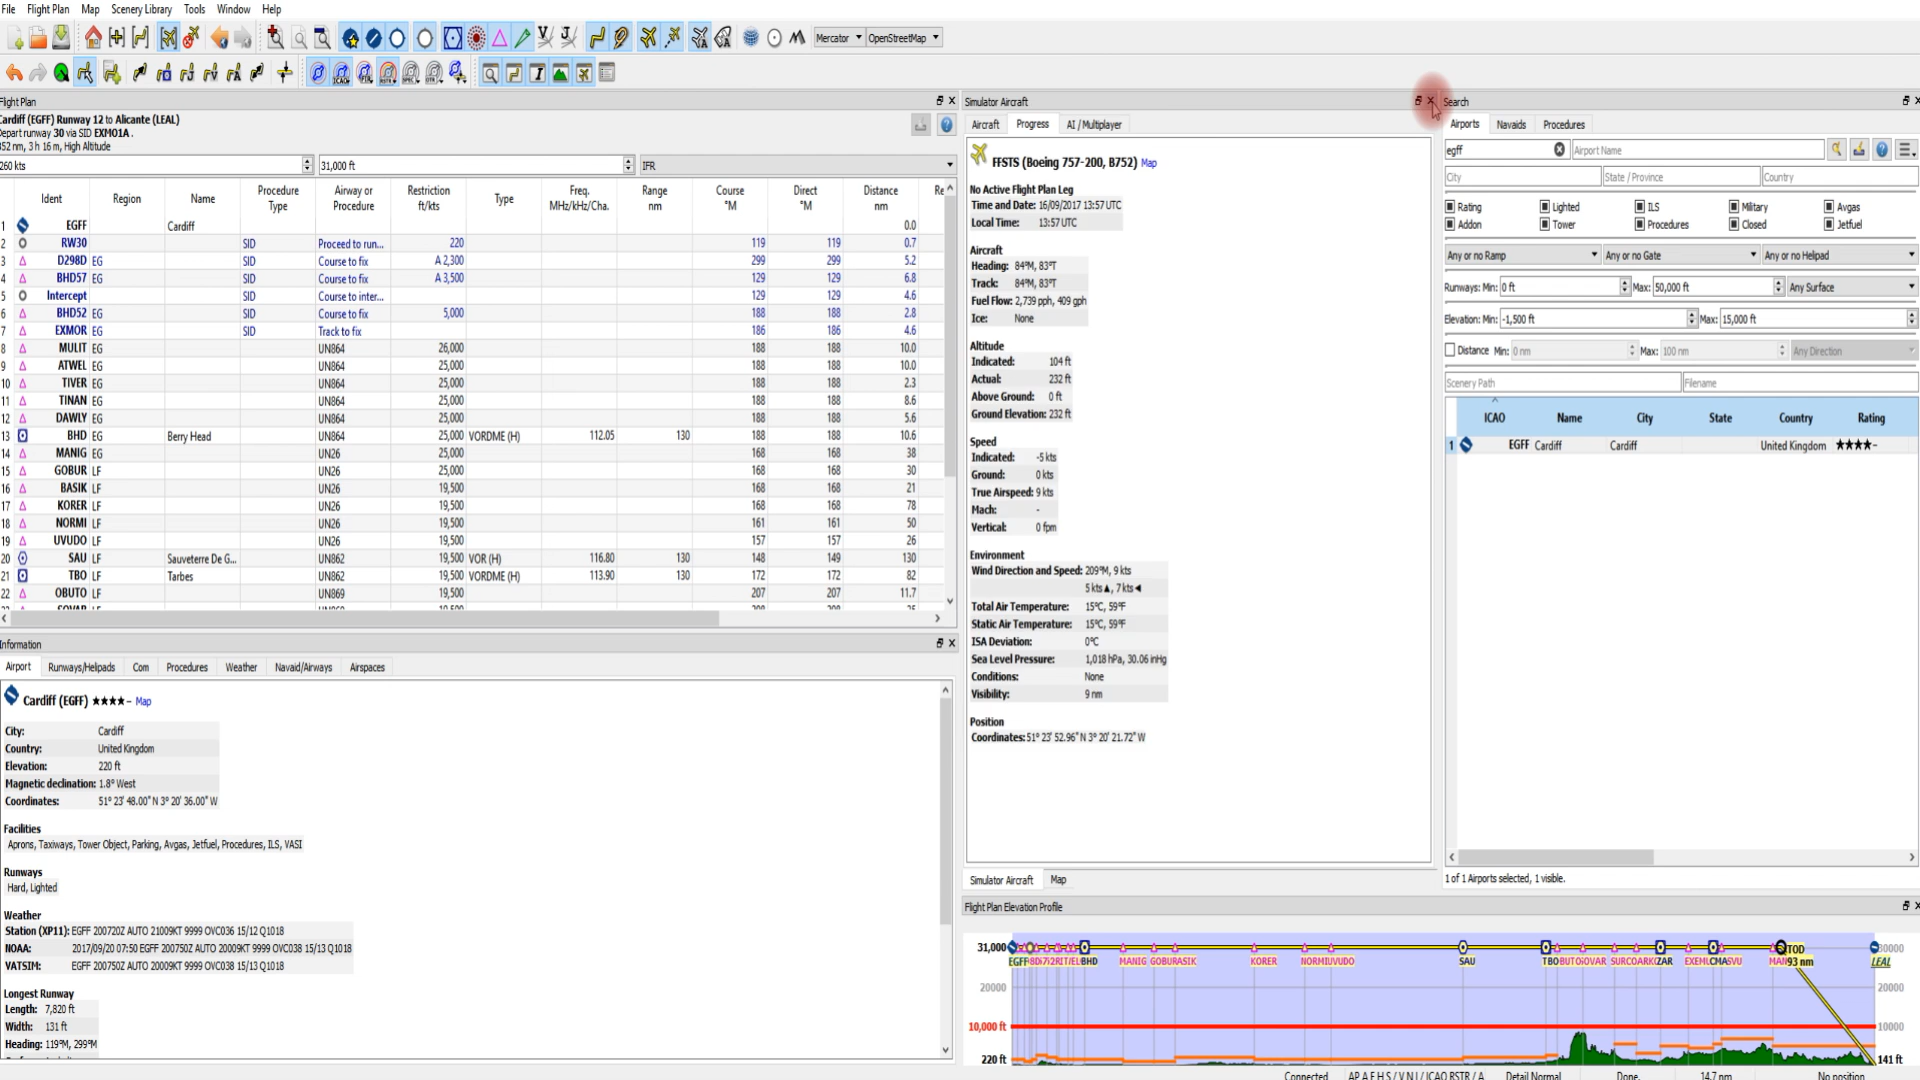 File Flight Plan Map Scenery Library Tools Window Help
Mercator OpenStreetMap
Flight Plan
Cardiff (EGFF) Runway 12 to Alicante (LEAL)
Depart runway 30 via SID EXMO1A .
352 nm, 3 h 16 m, High Altitude
260 kts 31,000 ft IFR
Ident Region Name Procedure Type Airway or Procedure Restriction ft/kts Type Freq. MHz/kHz/Cha. Range nm Course °M Direct °M Distance nm Re
1 EGFF Cardiff 0.0
2 RW30 SID Proceed to run... 220 119 119 0.7
3 D298D EG SID Course to fix A 2,300 299 299 5.2
4 BHD57 EG SID Course to fix A 3,500 129 129 6.8
5 Intercept SID Course to inter... 129 129 4.6
6 BHD52 EG SID Course to fix 5,000 188 188 2.8
7 EXMOR EG SID Track to fix 186 186 4.6
8 MULIT EG UN864 26,000 188 188 10.0
9 ATWEL EG UN864 25,000 188 188 10.0
10 TIVER EG UN864 25,000 188 188 2.3
11 TINAN EG UN864 25,000 188 188 8.6
12 DAWLY EG UN864 25,000 188 188 5.6
13 BHD EG Berry Head UN864 25,000 VORDME (H) 112.05 130 188 188 10.6
14 MANIG EG UN26 25,000 168 168 38
15 GOBUR LF UN26 25,000 168 168 30
16 BASIK LF UN26 19,500 168 168 21
17 KORER LF UN26 19,500 168 168 78
18 NORMI LF UN26 19,500 161 161 50
19 UVUDO LF UN26 19,500 157 157 26
20 SAU LF Sauveterre De G... UN862 19,500 VOR (H) 116.80 130 148 149 130
21 TBO LF Tarbes UN862 19,500 VORDME (H) 113.90 130 172 172 82
22 OBUTO LF UN869 19,500 207 207 11.7
Information
Airport Runways/Helipads Com Procedures Weather Navaid/Airways Airspaces
Cardiff (EGFF) ★★★★– Map
City: Cardiff
Country: United Kingdom
Elevation: 220 ft
Magnetic declination: 1.8° West
Coordinates: 51° 23' 48.00" N 3° 20' 36.00" W
Facilities
Aprons, Taxiways, Tower Object, Parking, Avgas, Jetfuel, Procedures, ILS, VASI
Runways
Hard, Lighted
Weather
Station (XP11): EGFF 200720Z AUTO 21009KT 9999 OVC036 15/12 Q1018
NOAA: 2017/09/20 07:50 EGFF 200750Z AUTO 20009KT 9999 OVC038 15/13 Q1018
VATSIM: EGFF 200750Z AUTO 20009KT 9999 OVC038 15/13 Q1018
Longest Runway
Length: 7,820 ft
Width: 131 ft
Heading: 119°M, 299°M
Simulator Aircraft
Aircraft Progress AI / Multiplayer
FFSTS (Boeing 757-200, B752) Map
No Active Flight Plan Leg
Time and Date: 16/09/2017 13:57 UTC
Local Time: 13:57 UTC
Aircraft
Heading: 84°M, 83°T
Track: 84°M, 83°T
Fuel Flow: 2,739 pph, 409 gph
Ice: None
Altitude
Indicated: 104 ft
Actual: 232 ft
Above Ground: 0 ft
Ground Elevation: 232 ft
Speed
Indicated: -5 kts
Ground: 0 kts
True Airspeed: 9 kts
Mach: -
Vertical: 0 fpm
Environment
Wind Direction and Speed: 209°M, 9 kts
5 kts▲, 7 kts◄
Total Air Temperature: 15°C, 59°F
Static Air Temperature: 15°C, 59°F
ISA Deviation: 0°C
Sea Level Pressure: 1,018 hPa, 30.06 inHg
Conditions: None
Visibility: 9 nm
Position
Coordinates: 51° 23' 52.96" N 3° 20' 21.72" W
Simulator Aircraft Map
Search
Airports Navaids Procedures
egff Airport Name
City State / Province Country
Rating Lighted ILS Military Avgas
Addon Tower Procedures Closed Jetfuel
Any or no Ramp Any or no Gate Any or no Helipad
Runways: Min: 0 ft Max: 50,000 ft Any Surface
Elevation: Min: -1,500 ft Max: 15,000 ft
Distance Min: 0 nm Max: 100 nm Any Direction
Scenery Path Filename
ICAO Name City State Country Rating
1 EGFF Cardiff Cardiff United Kingdom ★★★★–
1 of 1 Airports selected, 1 visible.
Flight Plan Elevation Profile
31,000 TOD 30000
EGFF BHD MANIG KORER SAU TBO ZAR 93 nm LEAL
20000 20000
10,000 ft 10000
220 ft 141 ft
Connected AP A F H S / V N I / ICAO RSTR / A Detail Normal Done. 14.7 nm No position